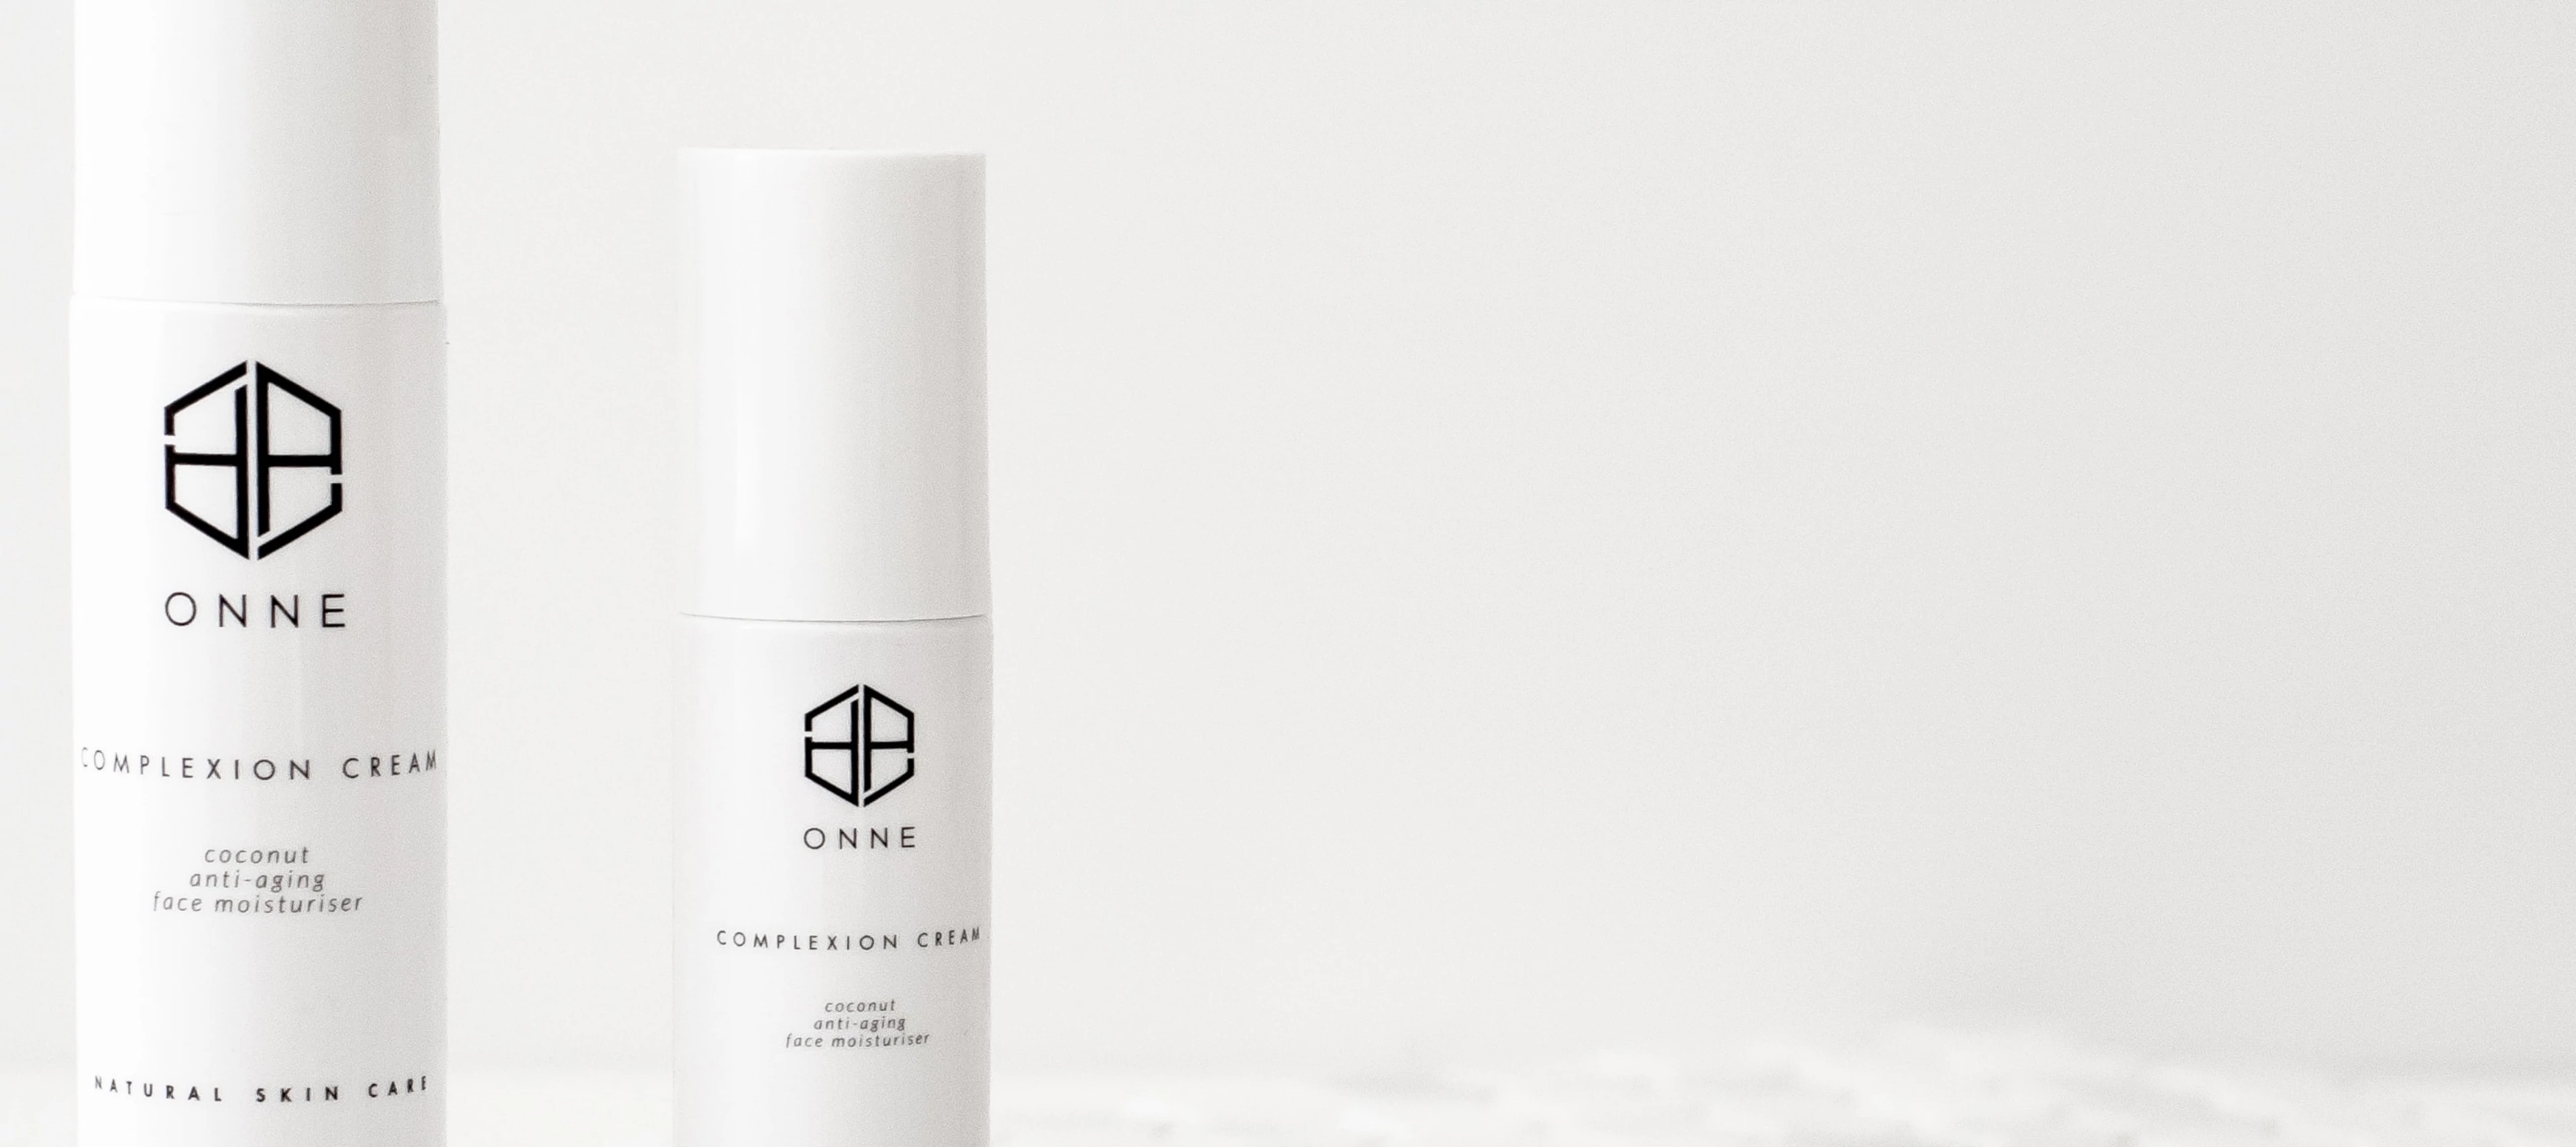 ONNE
COMPLEXION CREAM
coconut
anti-aging
face moisturiser
NATURAL SKIN CARE
ONNE
COMPLEXION CREAM
coconut
anti-aging
face moisturiser